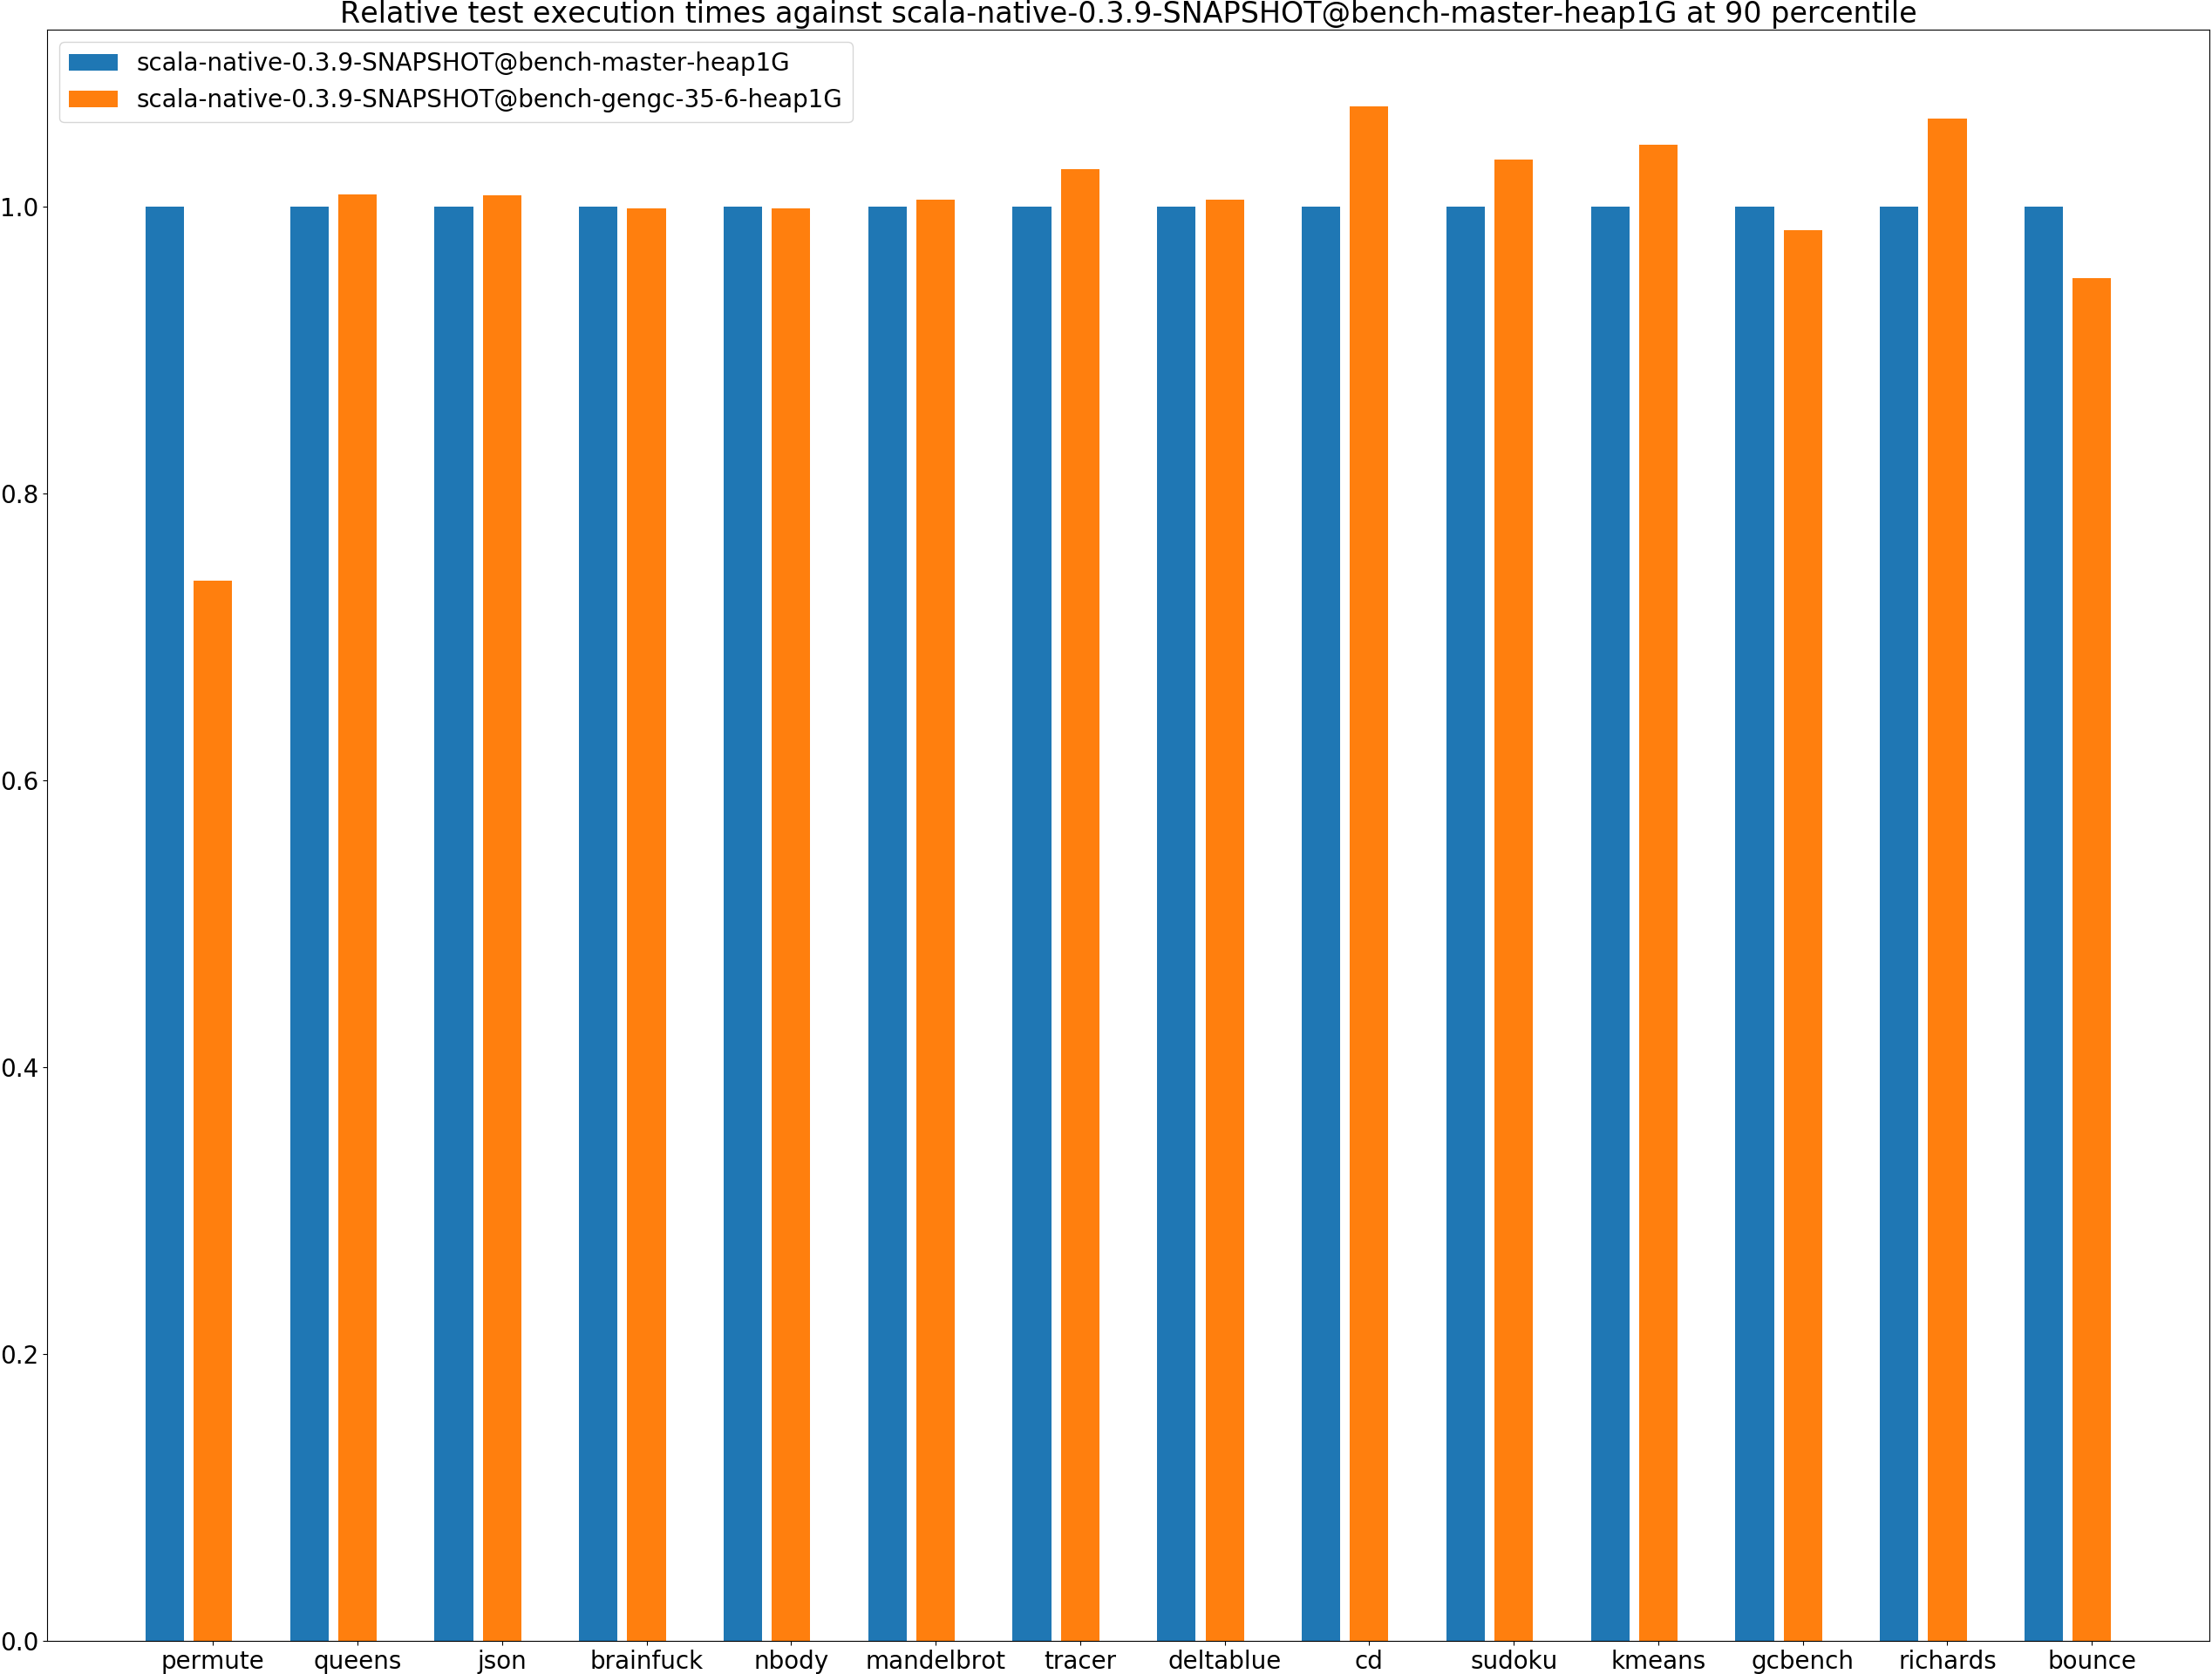 Relative test execution times against scala-native-0.3.9-SNAPSHOT@bench-master-heap1G at 90 percentile
scala-native-0.3.9-SNAPSHOT@bench-master-heap1G
scala-native-0.3.9-SNAPSHOT@bench-gengc-35-6-heap1G
1.0
0.8
0.6
0.4
0.2
0.0
permute queens json brainfuck nbody mandelbrot tracer deltablue cd sudoku kmeans gcbench richards bounce